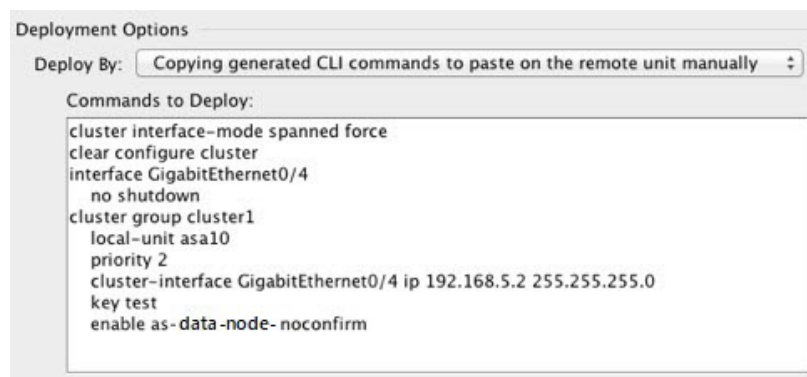 Deployment Options
Deploy By: Copying generated CLI commands to paste on the remote unit manually
Commands to Deploy:
cluster interface-mode spanned force
clear configure cluster
interface GigabitEthernet0/4
no shutdown
cluster group cluster1
local-unit asa10
priority 2
cluster-interface GigabitEthernet0/4 ip 192.168.5.2 255.255.255.0
key test
enable as-data-node-noconfirm